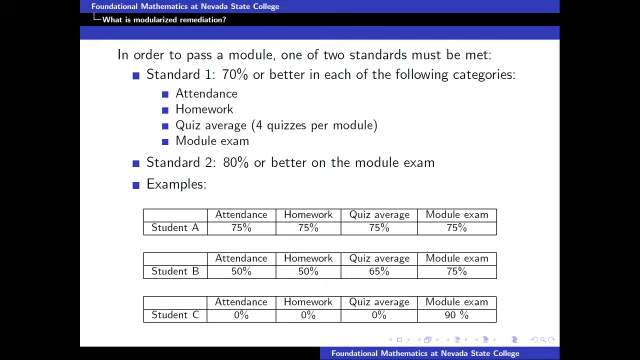 Foundational Mathematics at Nevada State College
What is modularized remediation?
In order to pass a module, one of two standards must be met:
Standard 1: 70% or better in each of the following categories:
Attendance
Homework
Quiz average (4 quizzes per module)
Module exam
Standard 2: 80% or better on the module exam
Examples:
Attendance Homework Quiz average Module exam
Student A 75% 75% 75% 75%
Attendance Homework Quiz average Module exam
Student B 50% 50% 65% 75%
Attendance Homework Quiz average Module exam
Student C 0% 0% 0% 90 %
Foundational Mathematics at Nevada State College